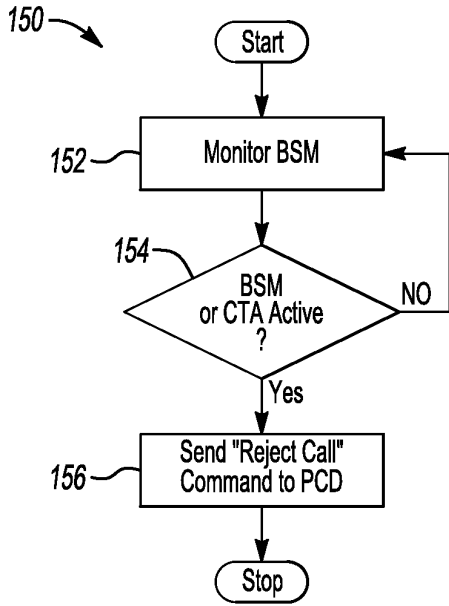 150
Start
152
Monitor BSM
154
BSM
or CTA Active
?
NO
Yes
156
Send "Reject Call"
Command to PCD
Stop